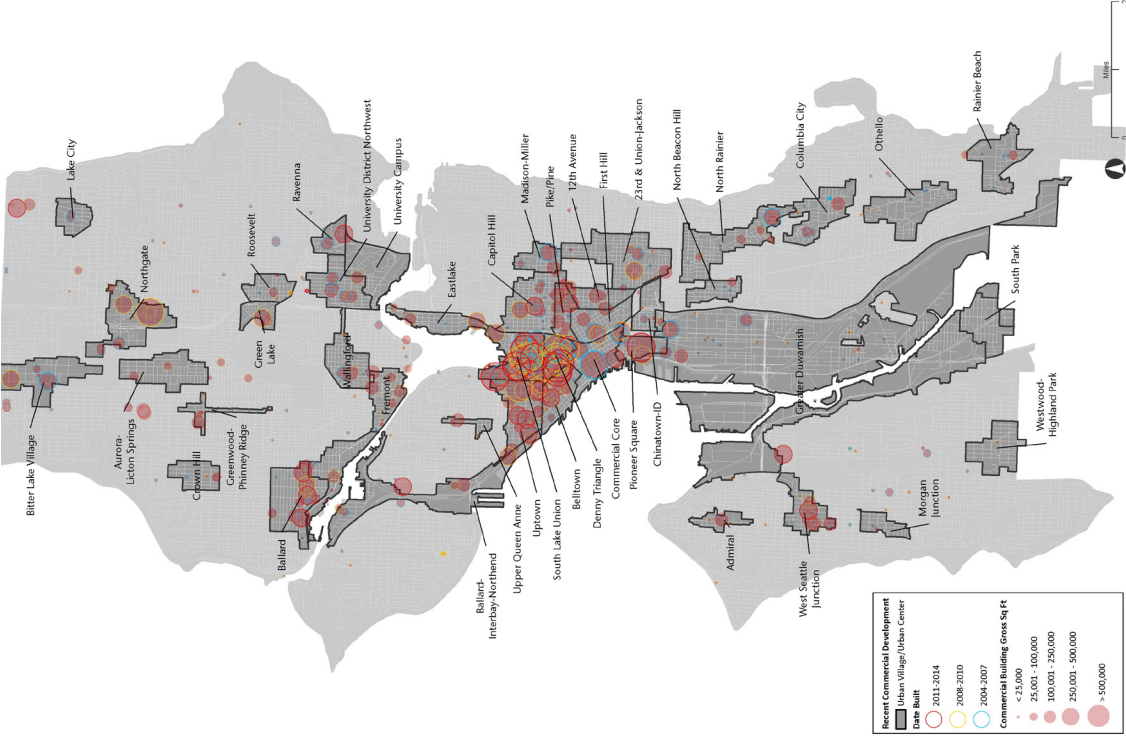 Lake City
Northgate
Bitter Lake Village
Aurora-
Licton Springs
Greenwood-
Phinney Ridge
Crown Hill
Ballard
Roosevelt
Green
Lake
Ravenna
University District Northwest
University Campus
Wallingford
Fremont
Eastlake
Capitol Hill
Madison-Miller
Pike/Pine
12th Avenue
First Hill
23rd & Union-Jackson
North Beacon Hill
North Rainier
Columbia City
Othello
Rainier Beach
Ballard-
Interbay-Northend
Upper Queen Anne
Uptown
South Lake Union
Belltown
Denny Triangle
Commercial Core
Pioneer Square
Chinatown-ID
Greater Duwamish
South Park
Westwood-
Highland Park
Morgan
Junction
West Seattle
Junction
Admiral
0
2
Miles
Recent Commercial Development
Urban Village/Urban Center
Date Built
2011-2014
2008-2010
2004-2007
Commercial Building Gross Sq Ft
< 25,000
25,001 - 100,000
100,001 - 250,000
250,001 - 500,000
> 500,000